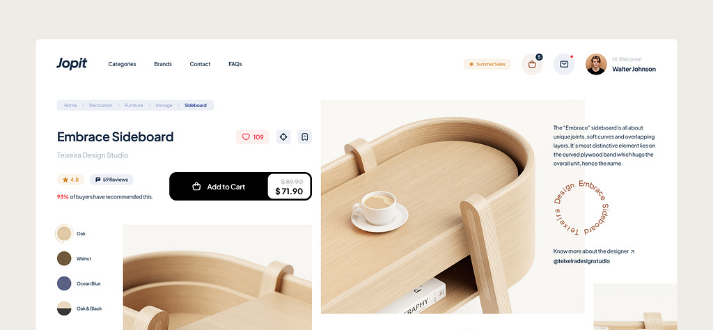 Jopit
Categories
Brands
Contact
FAQs
Summer Sales
Hi, Welcome!
Walter Johnson
Home
Decoration
Furniture
Storage
Sideboard
Embrace Sideboard
109
Teixeira Design Studio
4.8
59 Reviews
Add to Cart
$ 89.90
$ 71.90
93% of buyers have recommended this.
Oak
Walnut
Ocean Blue
Oak & Black
The "Embrace" sideboard is all about
unique joints, soft curves and overlapping
layers. It's most distinctive element lies on
the curved plywood band which hugs the
overall unit, hence the name.
Design Embrace Sideboard Teixeira
Know more about the designer ↗
@teixeiradesignstudio